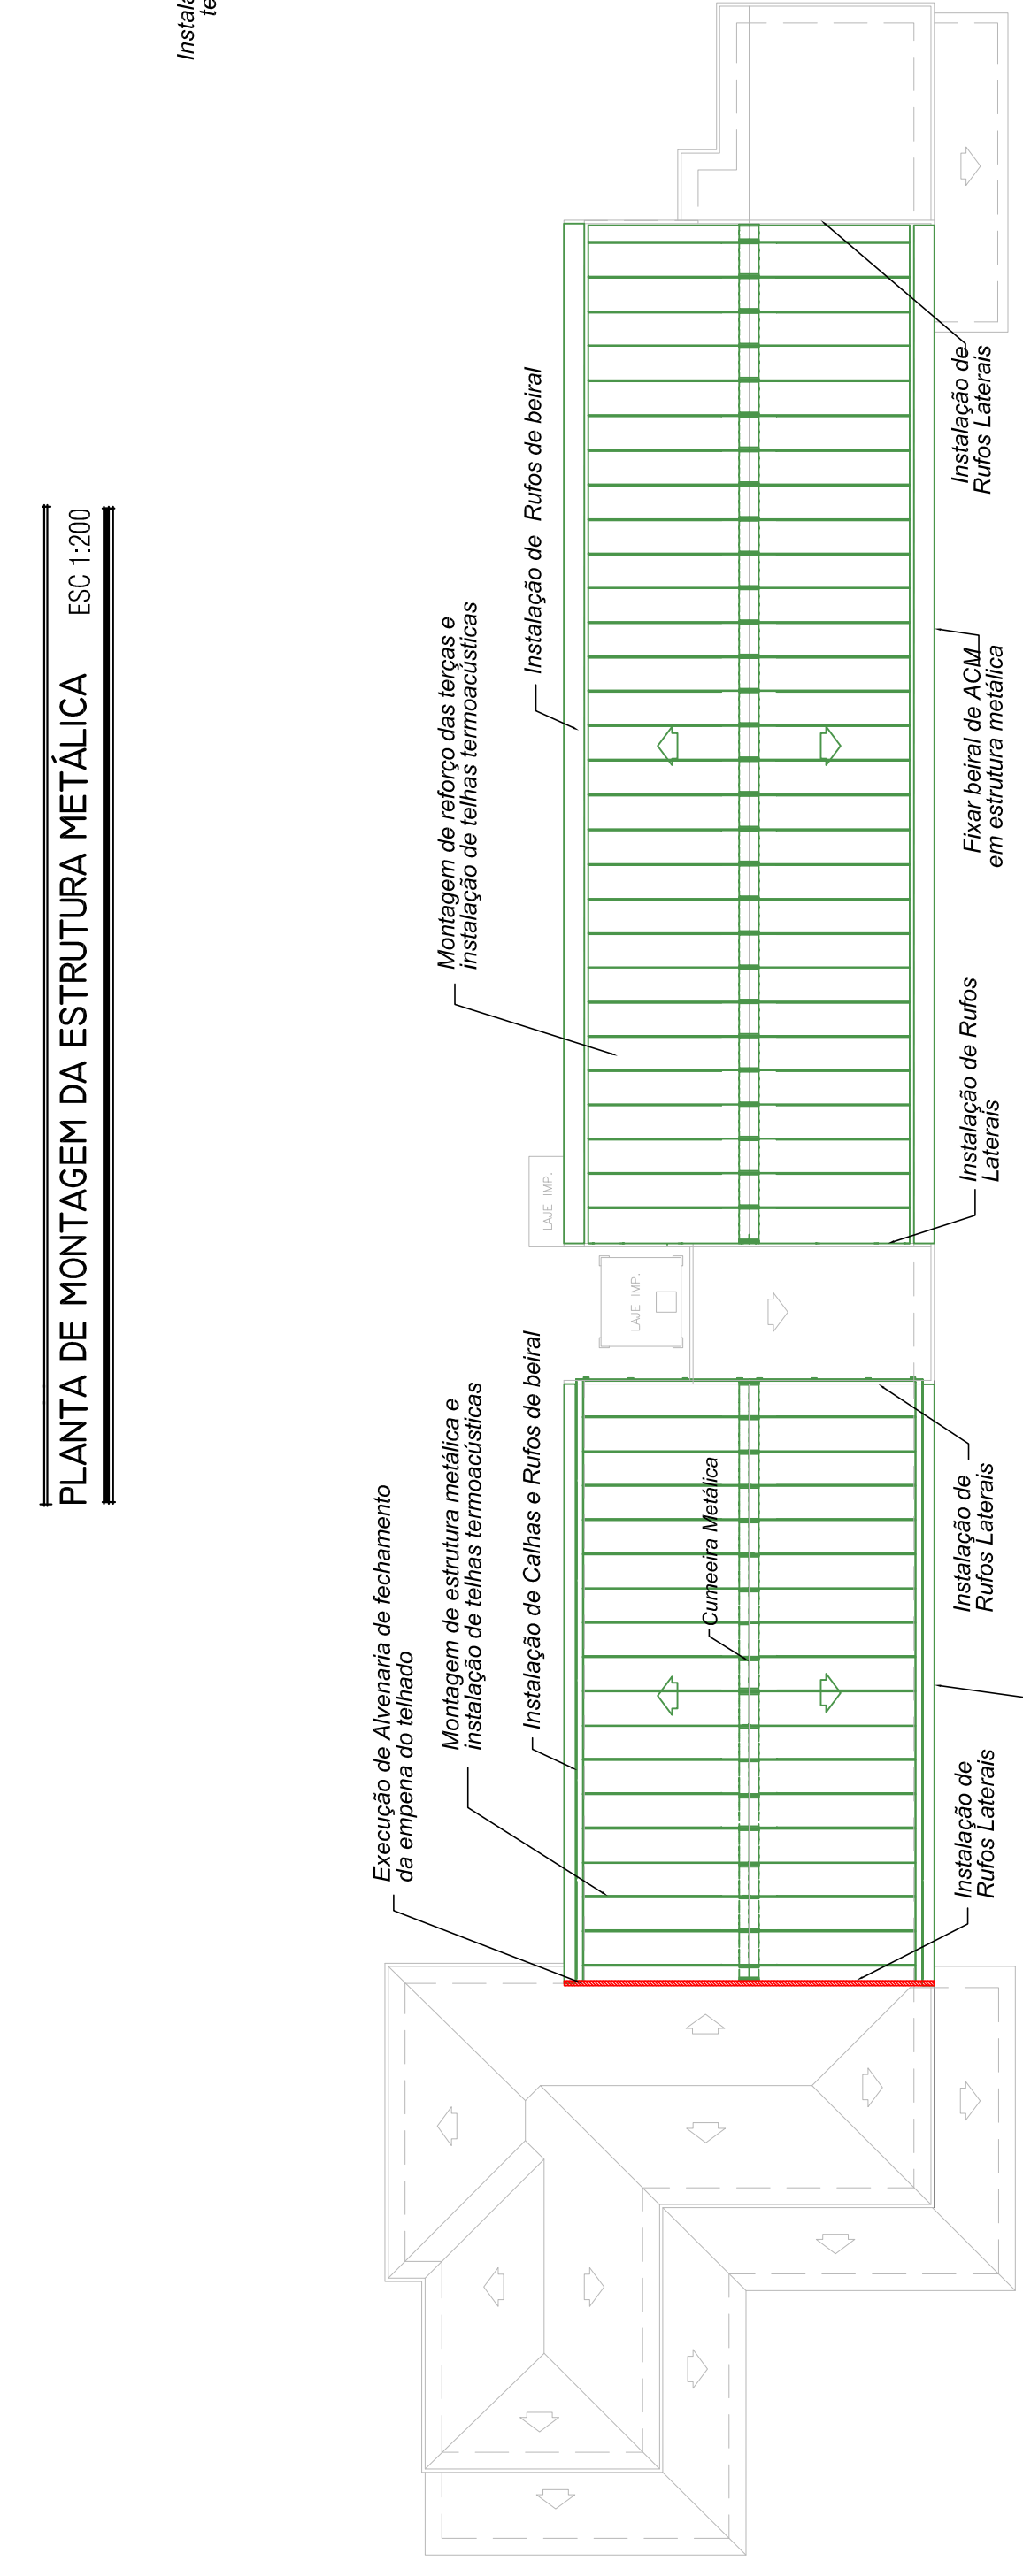 Instala
te
PLANTA DE MONTAGEM DA ESTRUTURA METÁLICA ESC 1:200
Execução de Alvenaria de fechamento
da empena do telhado
Montagem de estrutura metálica e
instalação de telhas termoacústicas
Instalação de Calhas e Rufos de beiral
Montagem de reforço das terças e
instalação de telhas termoacústicas
Instalação de Rufos de beiral
LAJE IMP.
LAJE IMP.
Cumeeira Metálica
Instalação de
Rufos Laterais
Instalação de
Rufos Laterais
Instalação de Rufos
Laterais
Fixar beiral de ACM
em estrutura metálica
Instalação de
Rufos Laterais